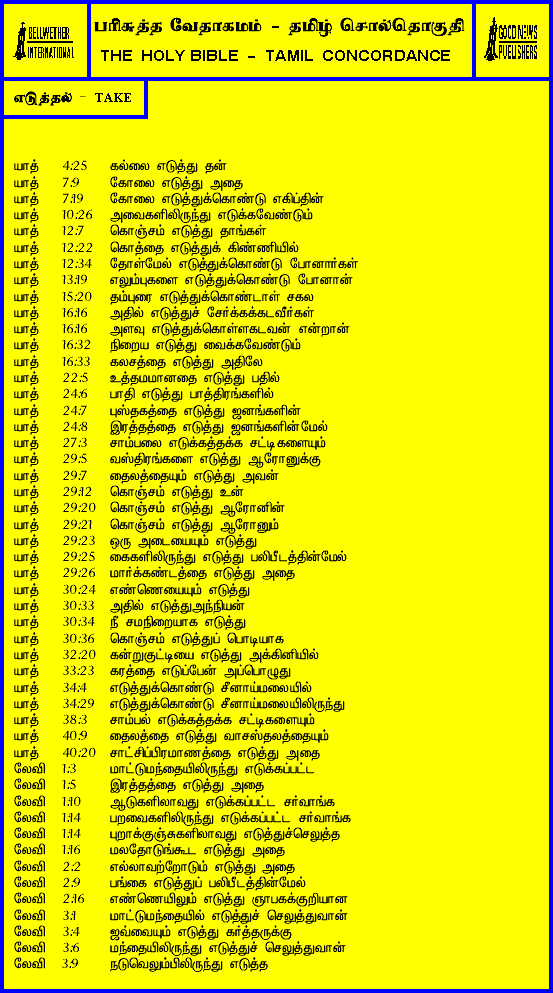 BELLWETHER
INTERNATIONAL
பரிசுத்த வேதாகமம் - தமிழ் சொல்தொகுதி
THE HOLY BIBLE - TAMIL CONCORDANCE
GOOD NEWS
PUBLISHERS
எடுத்தல் - TAKE
யாத் 4:25 கல்லை எடுத்து தன்
யாத் 7:9 கோலை எடுத்து அதை
யாத் 7:19 கோலை எடுத்துக்கொண்டு எகிப்தின்
யாத் 10:26 அவைகளிலிருந்து எடுக்கவேண்டும்
யாத் 12:7 கொஞ்சம் எடுத்து தாங்கள்
யாத் 12:22 கொத்தை எடுத்துக் கிண்ணியில்
யாத் 12:34 தோள்மேல் எடுத்துக்கொண்டு போனார்கள்
யாத் 13:19 எலும்புகளை எடுத்துக்கொண்டு போனான்
யாத் 15:20 தம்புரை எடுத்துக்கொண்டாள் சகல
யாத் 16:16 அதில் எடுத்துச் சேர்க்கக்கடவீர்கள்
யாத் 16:16 அளவு எடுத்துக்கொள்ளகடவன் என்றான்
யாத் 16:32 நிறைய எடுத்து வைக்கவேண்டும்
யாத் 16:33 கலசத்தை எடுத்து அதிலே
யாத் 22:5 உத்தமமானதை எடுத்து பதில்
யாத் 24:6 பாதி எடுத்து பாத்திரங்களில்
யாத் 24:7 புஸ்தகத்தை எடுத்து ஜனங்களின்
யாத் 24:8 இரத்தத்தை எடுத்து ஜனங்களின்மேல்
யாத் 27:3 சாம்பலை எடுக்கத்தக்க சட்டிகளையும்
யாத் 29:5 வஸ்திரங்களை எடுத்து ஆரோனுக்கு
யாத் 29:7 தைலத்தையும் எடுத்து அவன்
யாத் 29:12 கொஞ்சம் எடுத்து உன்
யாத் 29:20 கொஞ்சம் எடுத்து ஆரோனின்
யாத் 29:21 கொஞ்சம் எடுத்து ஆரோனும்
யாத் 29:23 ஒரு அடையையும் எடுத்து
யாத் 29:25 கைகளிலிருந்து எடுத்து பலிபீடத்தின்மேல்
யாத் 29:26 மார்க்கண்டத்தை எடுத்து அதை
யாத் 30:24 எண்ணெயையும் எடுத்து
யாத் 30:33 அதில் எடுத்துஅந்நியன்
யாத் 30:34 நீ சமநிறையாக எடுத்து
யாத் 30:36 கொஞ்சம் எடுத்துப் பொடியாக
யாத் 32:20 கன்றுகுட்டியை எடுத்து அக்கினியில்
யாத் 33:23 கரத்தை எடுப்பேன் அப்பொழுது
யாத் 34:4 எடுத்துக்கொண்டு சீனாய்மலையில்
யாத் 34:29 எடுத்துக்கொண்டு சீனாய்மலையிலிருந்து
யாத் 38:3 சாம்பல் எடுக்கத்தக்க சட்டிகளையும்
யாத் 40:9 தைலத்தை எடுத்து வாசஸ்தலத்தையும்
யாத் 40:20 சாட்சிப்பிரமாணத்தை எடுத்து அதை
லேவி 1:3 மாட்டுமந்தையிலிருந்து எடுக்கப்பட்ட
லேவி 1:5 இரத்தத்தை எடுத்து அதை
லேவி 1:10 ஆடுகளிலாவது எடுக்கப்பட்ட சர்வாங்க
லேவி 1:14 பறவைகளிலிருந்து எடுக்கப்பட்ட சர்வாங்க
லேவி 1:14 புறாக்குஞ்சுகளிலாவது எடுத்துச்செலுத்த
லேவி 1:16 மலதோடுங்கூட எடுத்து அதை
லேவி 2:2 எல்லாவற்றோடும் எடுத்து அதை
லேவி 2:9 பங்கை எடுத்துப் பலிபீடத்தின்மேல்
லேவி 2:16 எண்ணெயிலும் எடுத்து ஞாபகக்குறியான
லேவி 3:1 மாட்டுமந்தையில் எடுத்துச் செலுத்துவான்
லேவி 3:4 ஜவ்வையும் எடுத்து கர்த்தருக்கு
லேவி 3:6 மந்தையிலிருந்து எடுத்துச் செலுத்துவான்
லேவி 3:9 நடுவெலும்பிலிருந்து எடுத்த